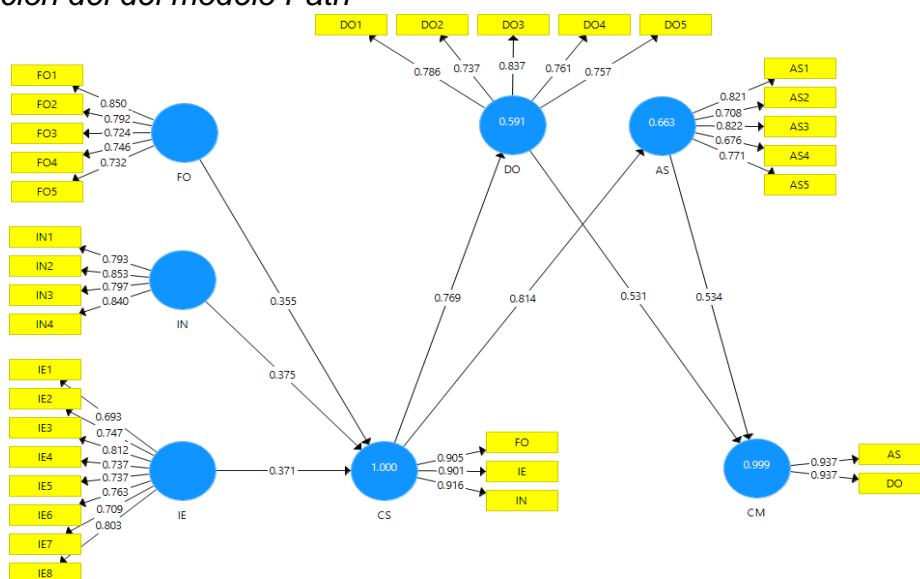 ción del del modelo Path
DO1 DO2 DO3 DO4 DO5
0.786 0.737 0.837 0.761 0.757
FO1
FO2
FO3
FO4
FO5
0.850
0.792
0.724
0.746
0.732
FO
0.591
DO
0.663
AS
0.821
0.708
0.822
0.676
0.771
AS1
AS2
AS3
AS4
AS5
IN1
IN2
IN3
IN4
0.793
0.853
0.797
0.840
IN
0.355
0.375
0.769
0.814
0.531
0.534
IE1
IE2
IE3
IE4
IE5
IE6
IE7
IE8
0.693
0.747
0.812
0.737
0.737
0.763
0.709
0.803
IE
0.371
1.000
CS
0.905
0.901
0.916
FO
IE
IN
0.999
CM
0.937
0.937
AS
DO